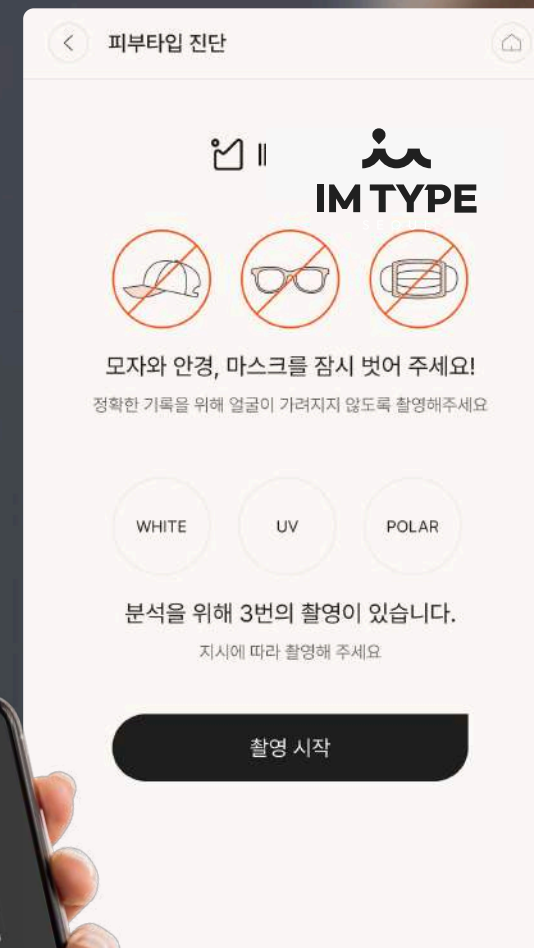 피부타입 진단
IM TYPE
모자와 안경, 마스크를 잠시 벗어 주세요!
정확한 기록을 위해 얼굴이 가려지지 않도록 촬영해주세요
WHITE UV POLAR
분석을 위해 3번의 촬영이 있습니다.
지시에 따라 촬영해 주세요
촬영 시작